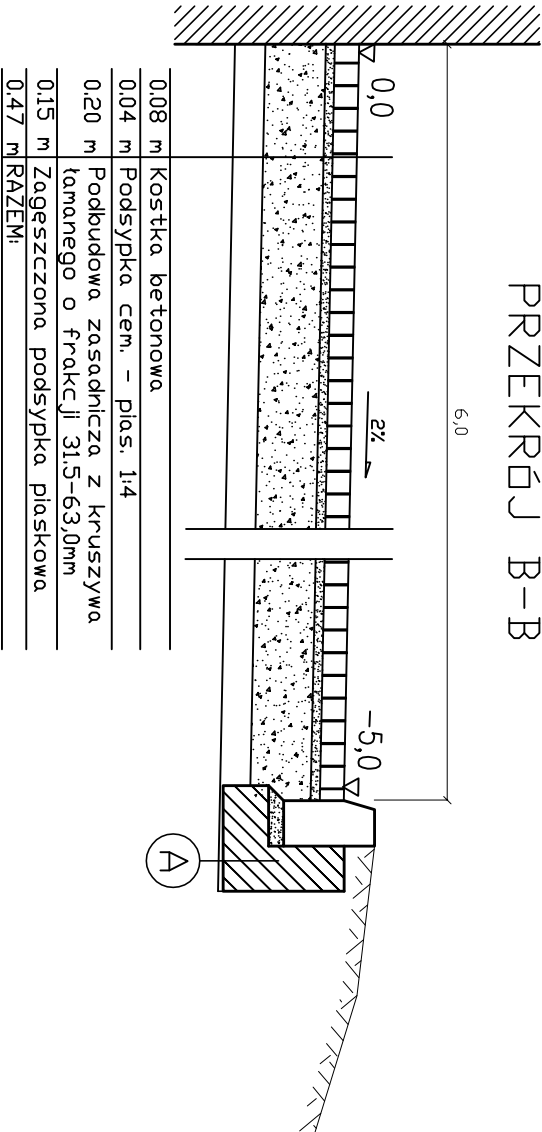 PRZEKRÓJ B-B
6,0
0,0
2%
-5,0
0.08 m Kostka betonowa
0.04 m Podsypka cem. - pias. 1:4
0.20 m Podbudowa zasadnicza z kruszywa
łamanego o frakcji 31.5-63,0mm
0.15 m Zagęszczona podsypka piaskowa
0.47 m RAZEM:
A